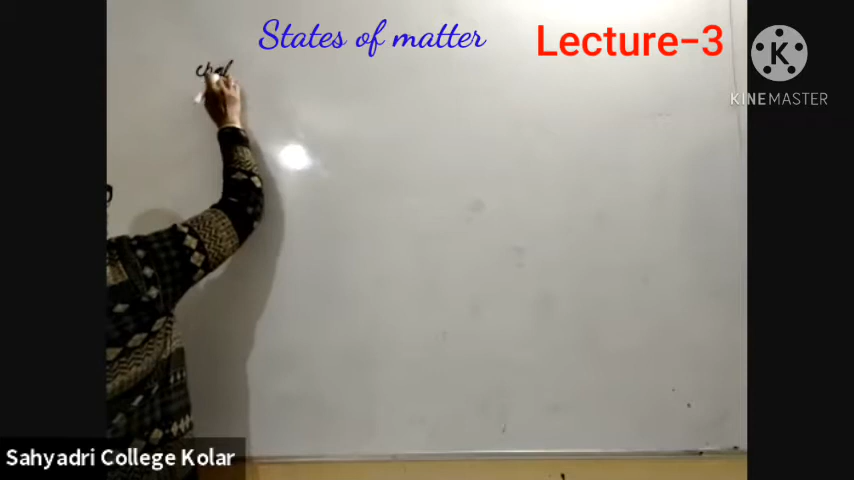 States of matter
Lecture-3
KINEMASTER
Sahyadri College Kolar